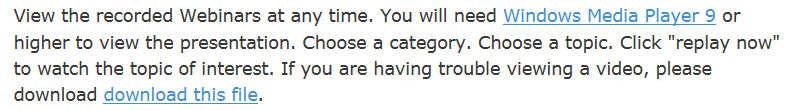 View the recorded Webinars at any time. You will need Windows Media Player 9 or
higher to view the presentation. Choose a category. Choose a topic. Click "replay now"
to watch the topic of interest. If you are having trouble viewing a video, please
download download this file.